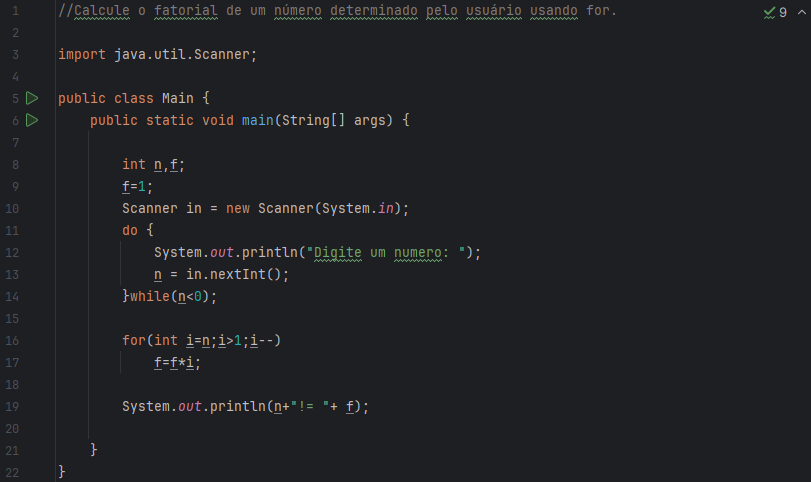 1 //Calcule o fatorial de um número determinado pelo usuário usando for. 9
2
3 import java.util.Scanner;
4
5 public class Main {
6 public static void main(String[] args) {
7
8 int n,f;
9 f=1;
10 Scanner in = new Scanner(System.in);
11 do {
12 System.out.println("Digite um numero: ");
13 n = in.nextInt();
14 }while(n<0);
15
16 for(int i=n;i>1;i--)
17 f=f*i;
18
19 System.out.println(n+"!= "+ f);
20
21 }
22 }